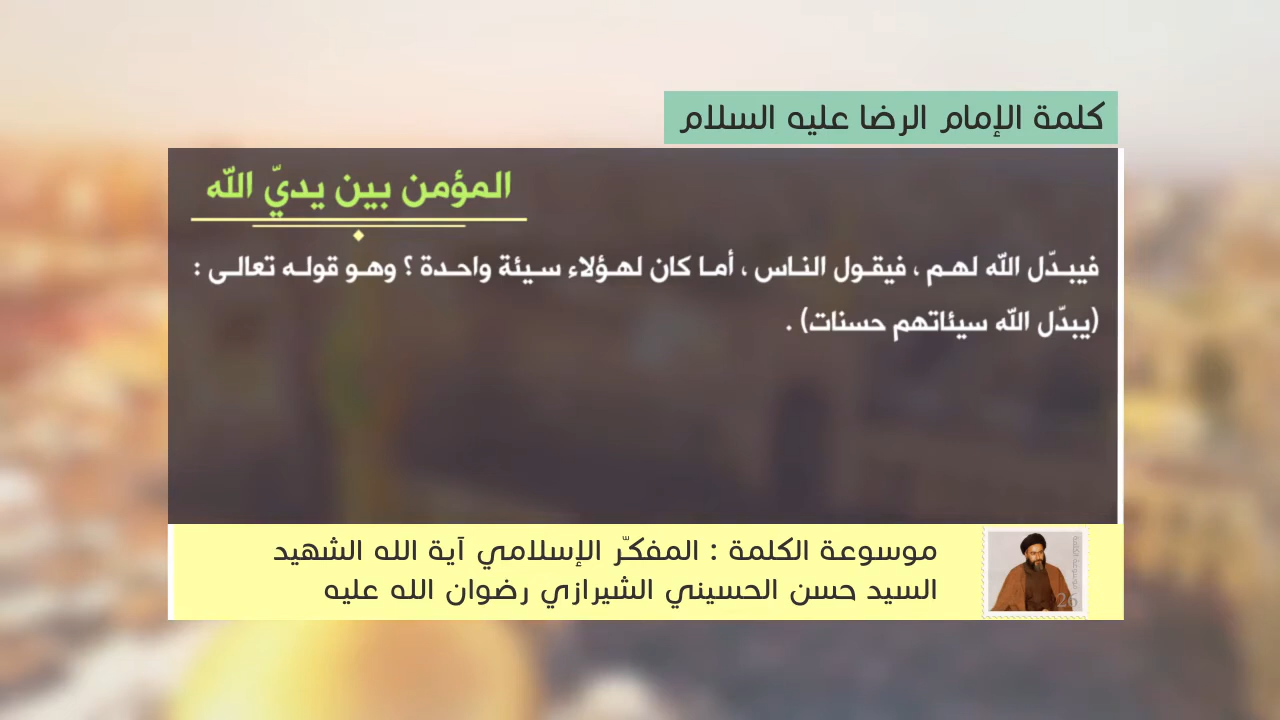 كلمة الإمام الرضا عليه السلام
المؤمن بين يديّ الله
فيبدّل الله لهم ، فيقول الناس ، أما كان لهؤلاء سيئة واحدة ؟ وهو قوله تعالى :
(يبدّل الله سيئاتهم حسنات) .
موسوعة الكلمة : المفكّر الإسلامي آية الله الشهيد
السيد حسن الحسيني الشيرازي رضوان الله عليه
26